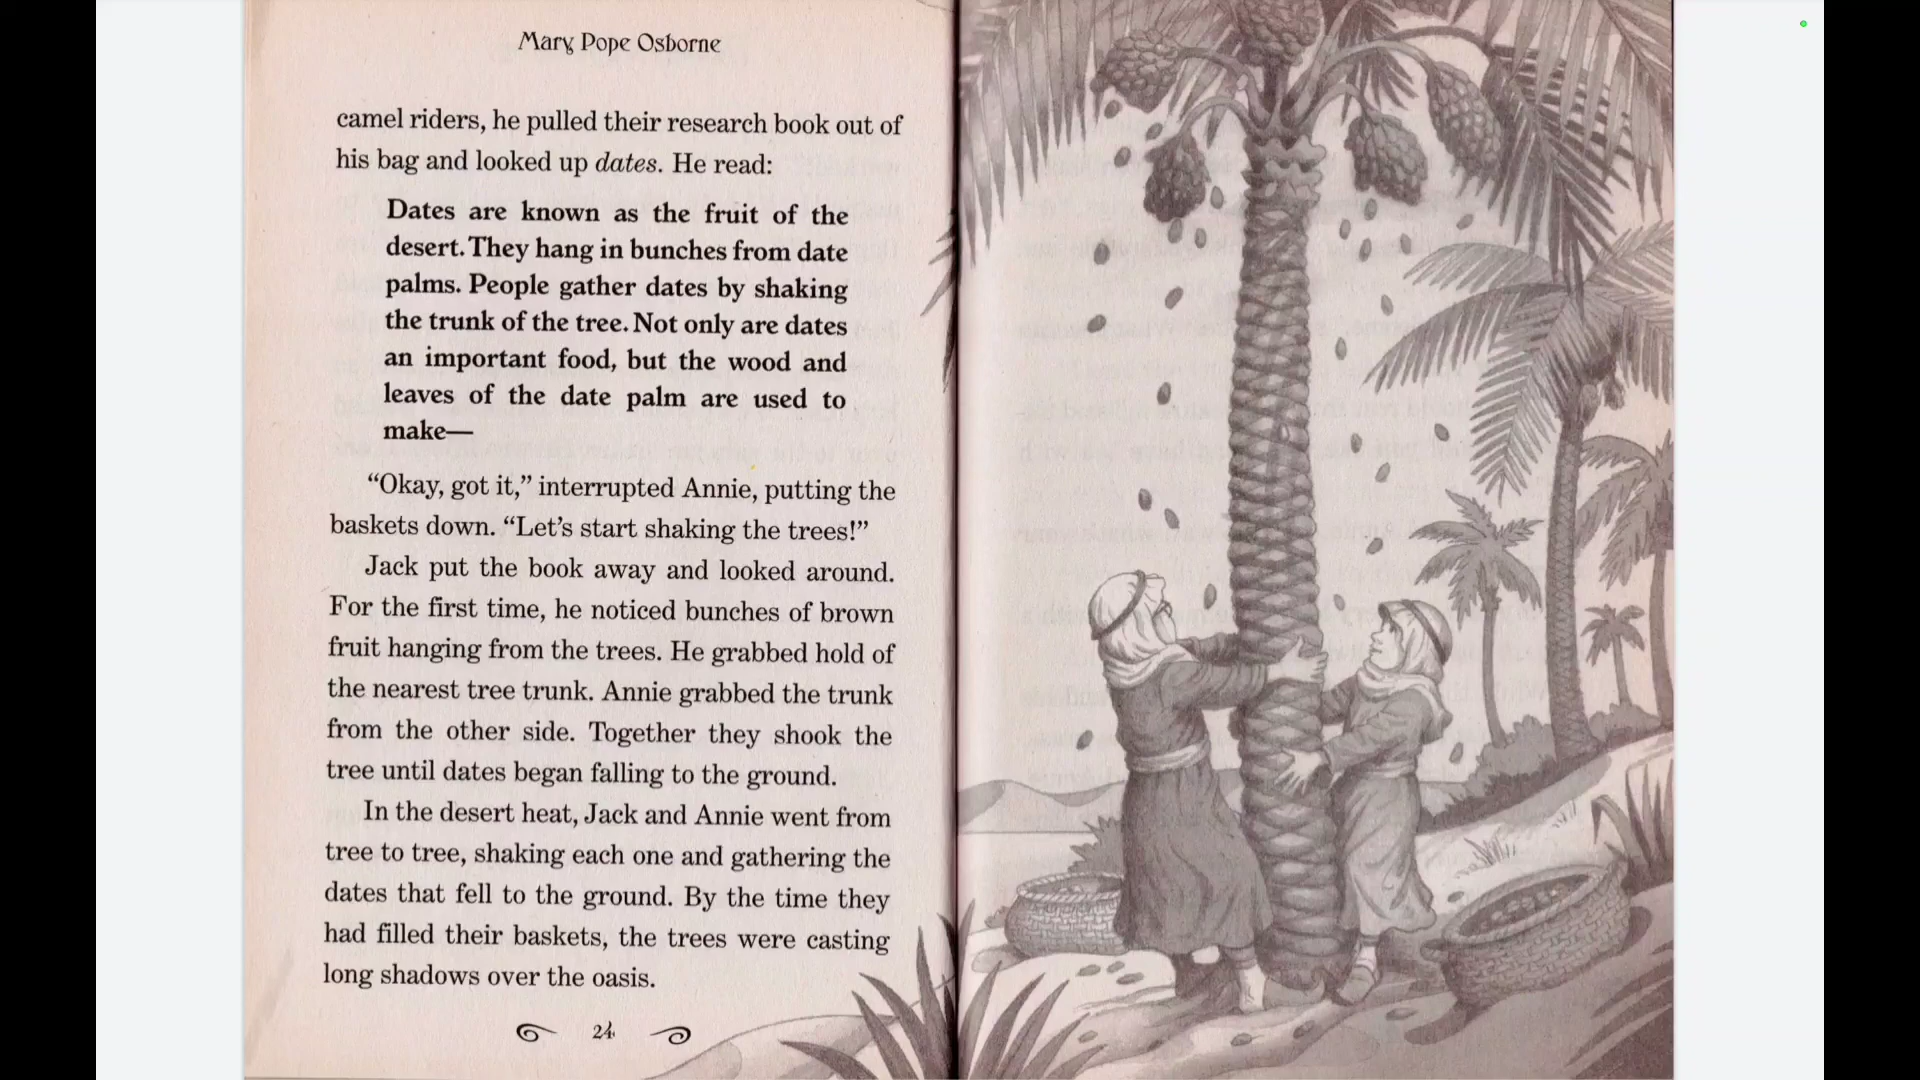 Mary Pope Osborne
camel riders, he pulled their research book out of
his bag and looked up dates. He read:
Dates are known as the fruit of the
desert. They hang in bunches from date
palms. People gather dates by shaking
the trunk of the tree. Not only are dates
an important food, but the wood and
leaves of the date palm are used to
make—
“Okay, got it,” interrupted Annie, putting the
baskets down. “Let’s start shaking the trees!”
Jack put the book away and looked around.
For the first time, he noticed bunches of brown
fruit hanging from the trees. He grabbed hold of
the nearest tree trunk. Annie grabbed the trunk
from the other side. Together they shook the
tree until dates began falling to the ground.
In the desert heat, Jack and Annie went from
tree to tree, shaking each one and gathering the
dates that fell to the ground. By the time they
had filled their baskets, the trees were casting
long shadows over the oasis.
24